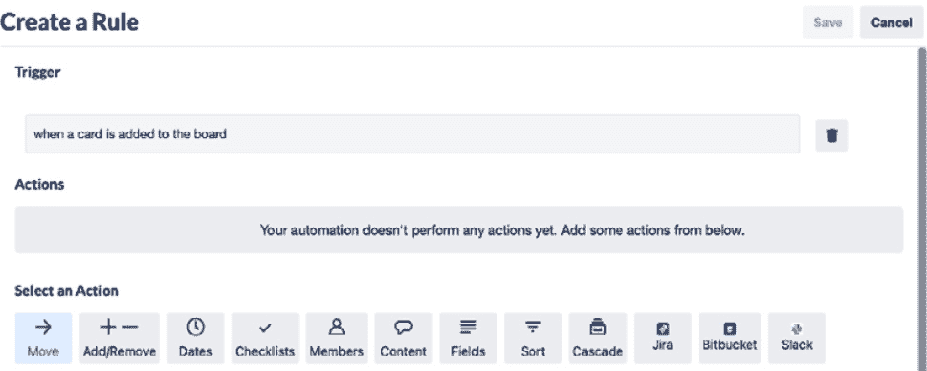 Create a Rule
Save Cancel
Trigger
when a card is added to the board
Actions
Your automation doesn't perform any actions yet. Add some actions from below.
Select an Action
Move Add/Remove Dates Checklists Members Content Fields Sort Cascade Jira Bitbucket Slack